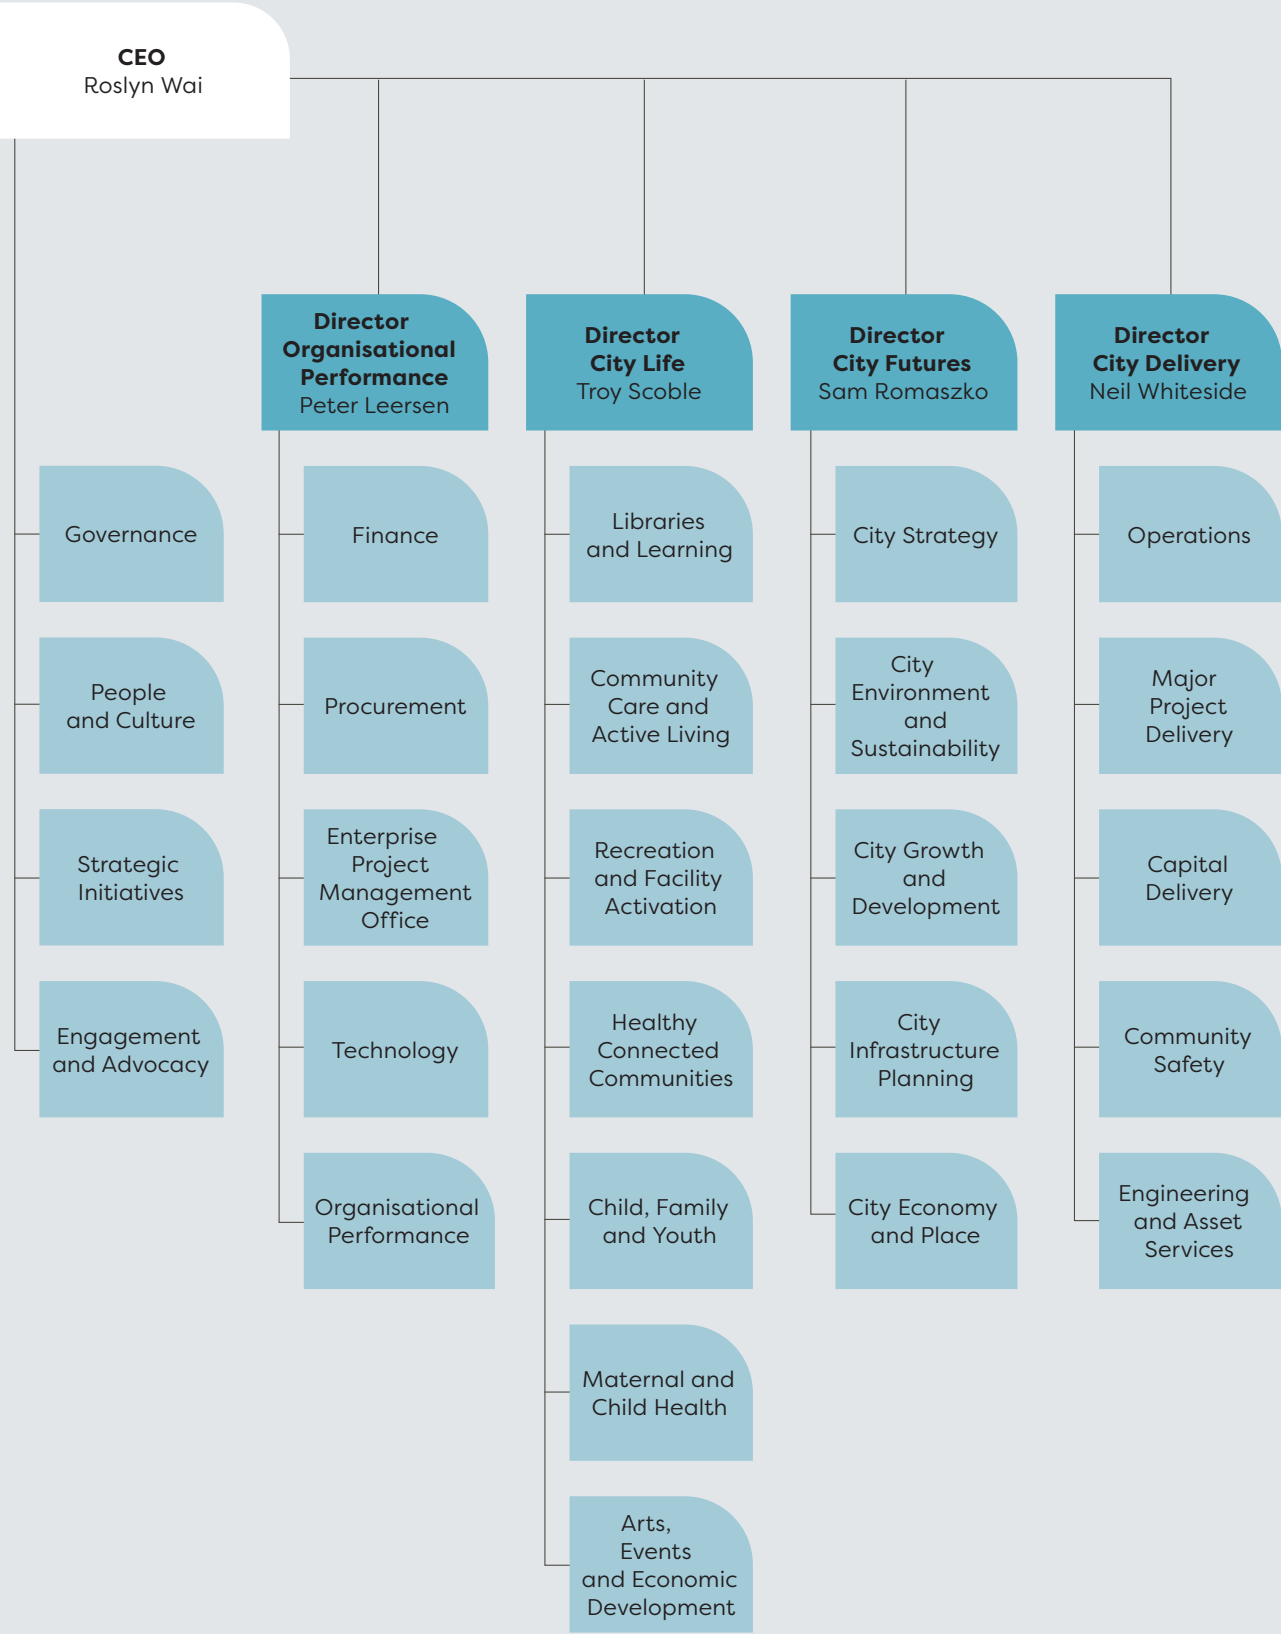 CEO
Roslyn Wai
Director
Organisational
Performance
Peter Leersen
Director
City Life
Troy Scoble
Director
City Futures
Sam Romaszko
Director
City Delivery
Neil Whiteside
Governance
People
and Culture
Strategic
Initiatives
Engagement
and Advocacy
Finance
Procurement
Enterprise
Project
Management
Office
Technology
Organisational
Performance
Libraries
and Learning
Community
Care and
Active Living
Recreation
and Facility
Activation
Healthy
Connected
Communities
Child, Family
and Youth
Maternal and
Child Health
Arts,
Events
and Economic
Development
City Strategy
City
Environment
and
Sustainability
City Growth
and
Development
City
Infrastructure
Planning
City Economy
and Place
Operations
Major
Project
Delivery
Capital
Delivery
Community
Safety
Engineering
and Asset
Services